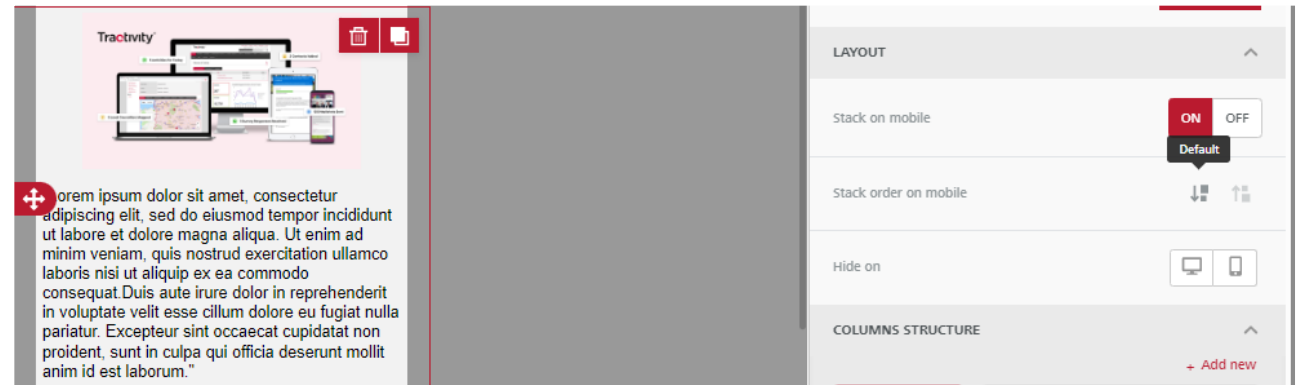 Tractivity
orem ipsum dolor sit amet, consectetur
adipiscing elit, sed do eiusmod tempor incididunt
ut labore et dolore magna aliqua. Ut enim ad
minim veniam, quis nostrud exercitation ullamco
laboris nisi ut aliquip ex ea commodo
consequat.Duis aute irure dolor in reprehenderit
in voluptate velit esse cillum dolore eu fugiat nulla
pariatur. Excepteur sint occaecat cupidatat non
proident, sunt in culpa qui officia deserunt mollit
anim id est laborum."
LAYOUT
Stack on mobile
ON OFF
Default
Stack order on mobile
Hide on
COLUMNS STRUCTURE
+ Add new